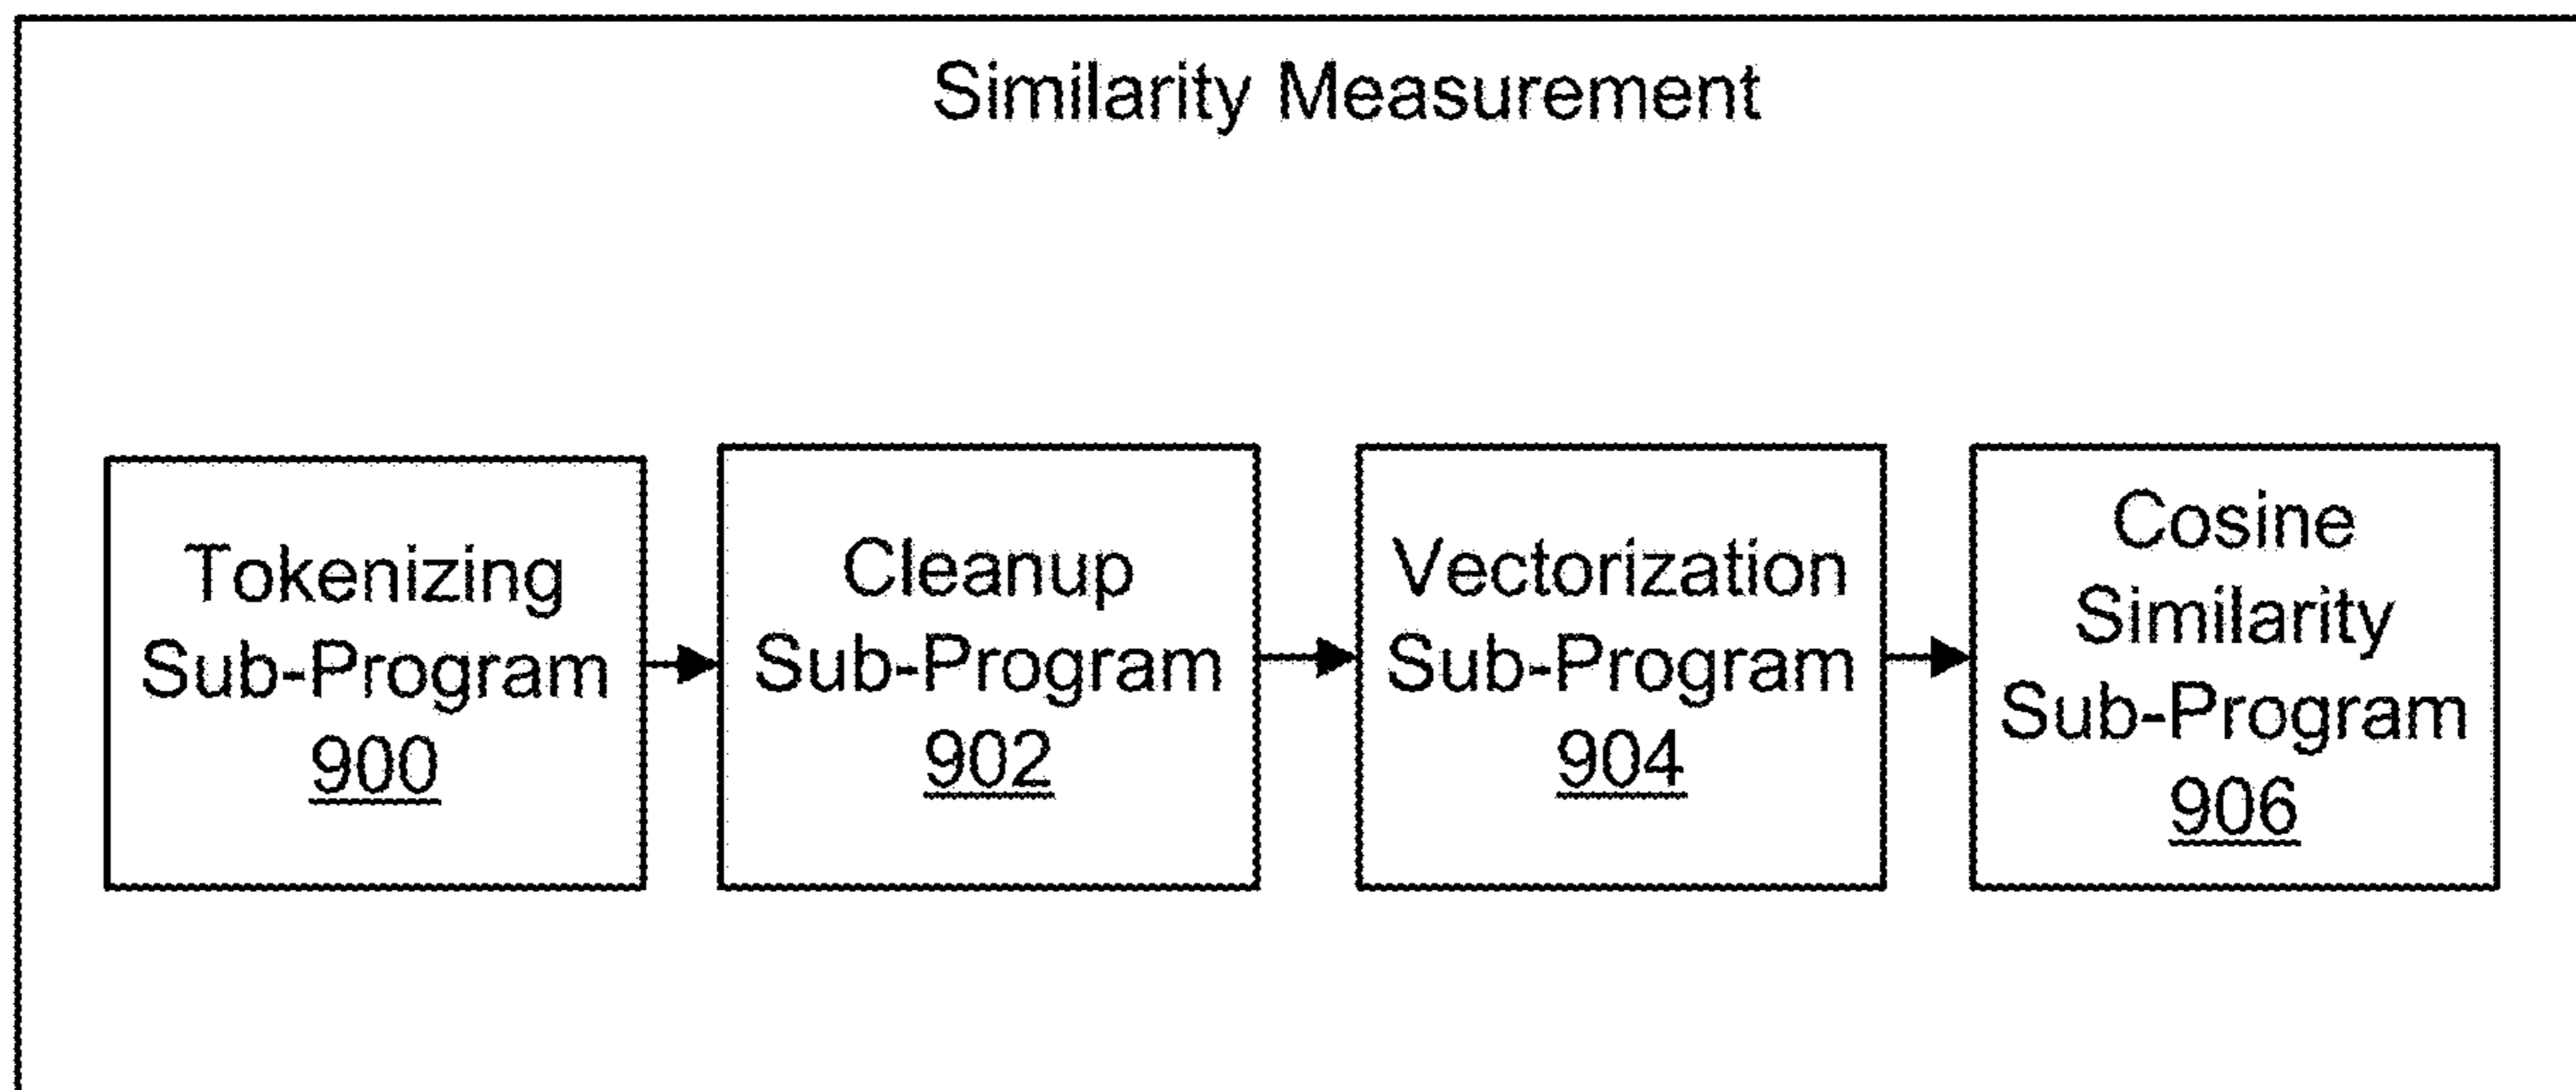 Similarity Measurement
Tokenizing
Sub-Program
900
Cleanup
Sub-Program
902
Vectorization
Sub-Program
904
Cosine
Similarity
Sub-Program
906